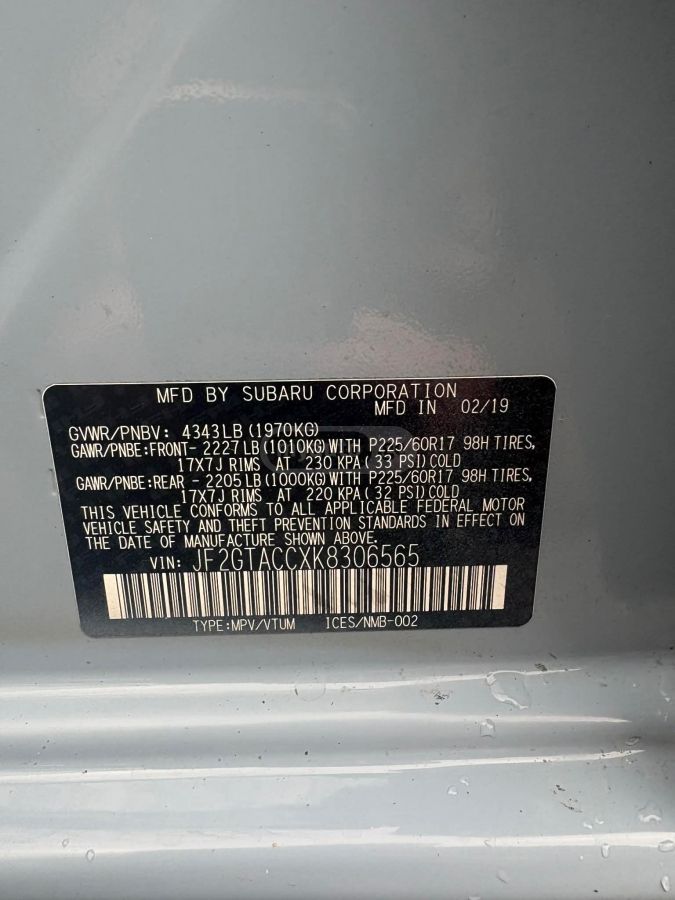 MFD BY SUBARU CORPORATION
MFD IN 02/19
GVWR/PNBV: 4343LB (1970KG)
GAWR/PNBE:FRONT- 2227LB (1010KG) WITH P225/60R17 98H TIRES,
17X7J RIMS AT 230 KPA (33 PSI) COLD
GAWR/PNBE:REAR - 2205LB (1000KG) WITH P225/60R17 98H TIRES,
17X7J RIMS AT 220 KPA (32 PSI) COLD
THIS VEHICLE CONFORMS TO ALL APPLICABLE FEDERAL MOTOR
VEHICLE SAFETY AND THEFT PREVENTION STANDARDS IN EFFECT ON
THE DATE OF MANUFACTURE SHOWN ABOVE.
VIN: JF2GTACCXK8306565
TYPE:MPV/VTUM ICES/NMB-002